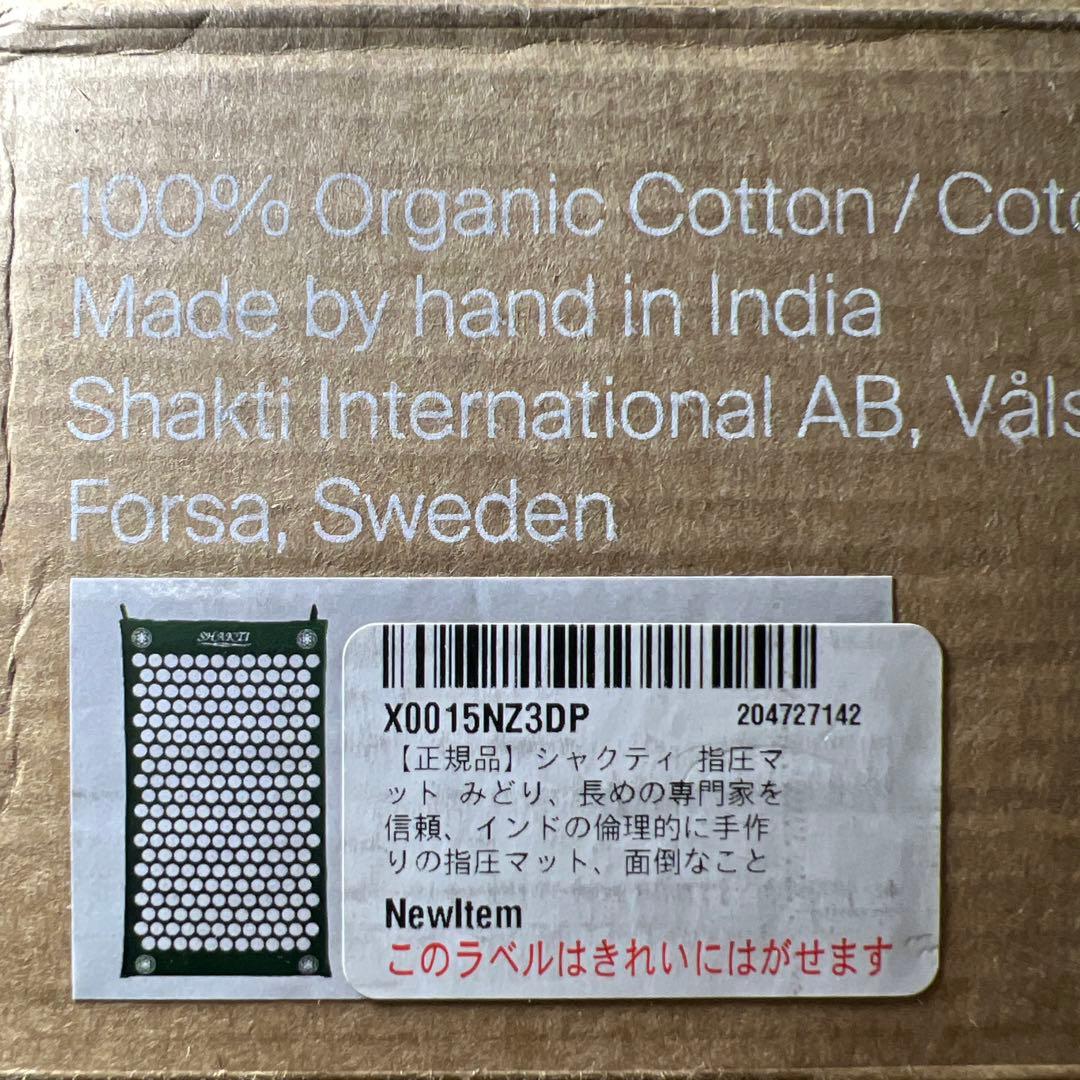 100% Organic Cotton / Coto
Made by hand in India
Shakti International AB, Våls
Forsa, Sweden
SHAKTI
X0015NZ3DP 204727142
【正規品】シャクティ 指圧マ
ット みどり、長めの専門家を
信頼、インドの倫理的に手作
りの指圧マット、面倒なこと
NewItem
このラベルはきれいにはがせます